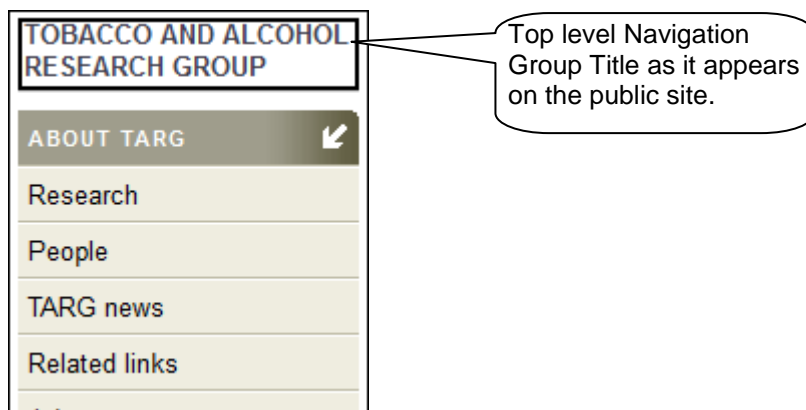 TOBACCO AND ALCOHOL
RESEARCH GROUP
Top level Navigation
Group Title as it appears
on the public site.
ABOUT TARG
Research
People
TARG news
Related links